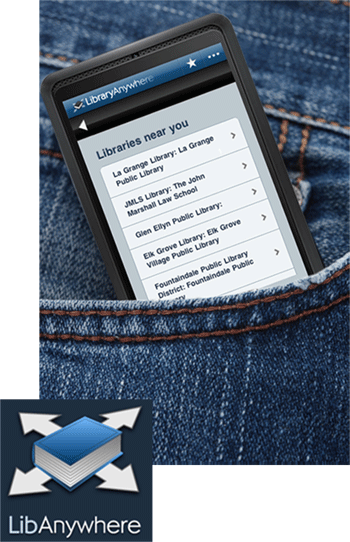 LibraryAnywhere
Libraries near you
La Grange Library: La Grange
Public Library
JMLS Library: The John
Marshall Law School
Glen Ellyn Public Library:
Elk Grove Library: Elk Grove
Village Public Library
Fountaindale Public Library
District: Fountaindale Public
LibAnywhere